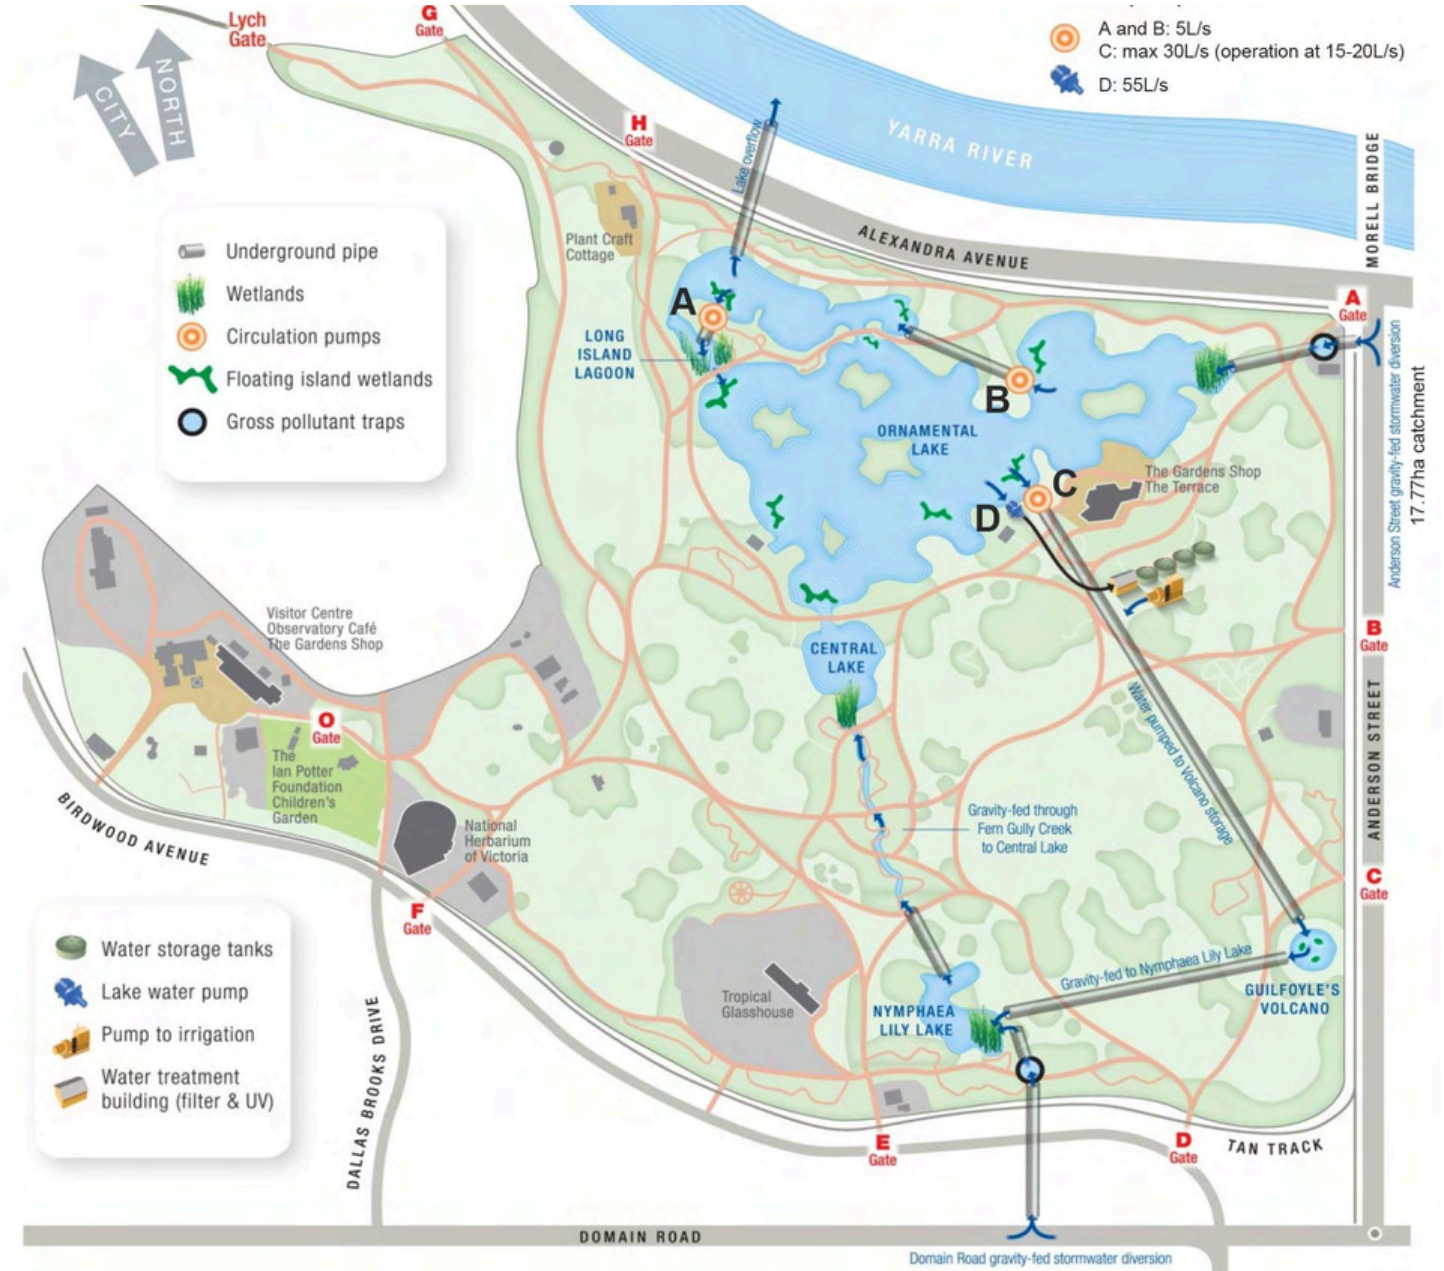 Lych
Gate
G
Gate
A and B: 5L/s
C: max 30L/s (operation at 15-20L/s)
D: 55L/s
CITY
NORTH
H
Gate
Lake overflow
YARRA RIVER
MORELL BRIDGE
ALEXANDRA AVENUE
Plant Craft
Cottage
Underground pipe
Wetlands
Circulation pumps
Floating island wetlands
Gross pollutant traps
A
LONG
ISLAND
LAGOON
B
A
Gate
Anderson Street gravity-fed stormwater diversion
17.77ha catchment
ORNAMENTAL
LAKE
C
D
The Gardens Shop
The Terrace
Visitor Centre
Observatory Café
The Gardens Shop
CENTRAL
LAKE
B
Gate
O
Gate
The
Ian Potter
Foundation
Children's
Garden
Water pumped to Volcano storage
ANDERSON STREET
BIRDWOOD AVENUE
National
Herbarium
of Victoria
Gravity-fed through
Fern Gully Creek
to Central Lake
C
Gate
F
Gate
Water storage tanks
Lake water pump
Pump to irrigation
Water treatment
building (filter & UV)
DALLAS BROOKS DRIVE
Tropical
Glasshouse
NYMPHAEA
LILY LAKE
Gravity-fed to Nymphaea Lily Lake
GUILFOYLE'S
VOLCANO
E
Gate
D
Gate
TAN TRACK
DOMAIN ROAD
Domain Road gravity-fed stormwater diversion